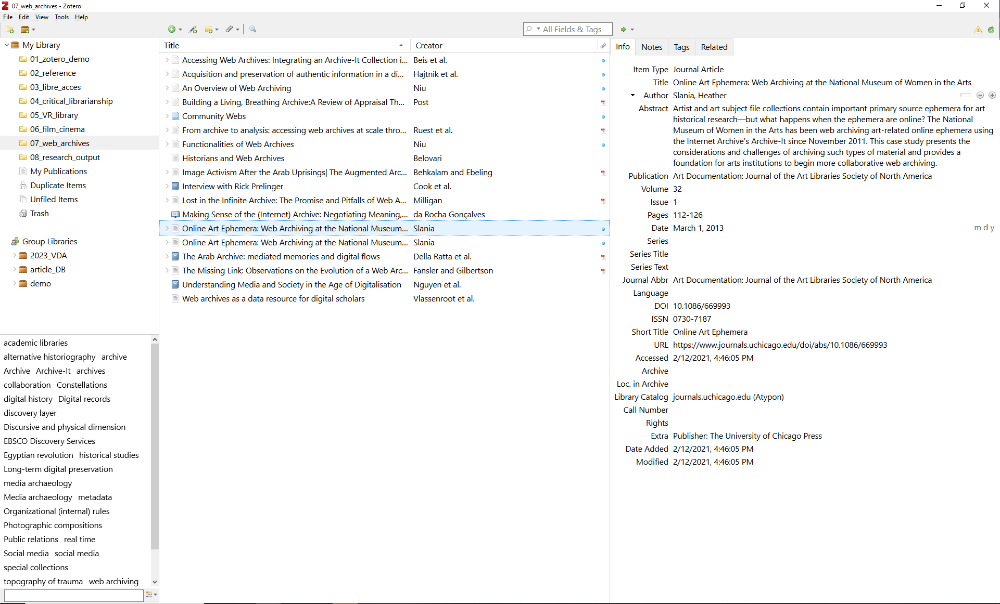 07_web_archives - Zotero
File Edit View Tools Help
All Fields & Tags
My Library
01_zotero_demo
02_reference
03_libre_acces
04_critical_librarianship
05_VR_library
06_film_cinema
07_web_archives
08_research_output
My Publications
Duplicate Items
Unfiled Items
Trash
Group Libraries
2023_VDA
article_DB
demo
academic libraries
alternative historiography archive
Archive Archive-It archives
collaboration Constellations
digital history Digital records
discovery layer
Discursive and physical dimension
EBSCO Discovery Services
Egyptian revolution historical studies
Long-term digital preservation
media archaeology
Media archaeology metadata
Organizational (internal) rules
Photographic compositions
Public relations real time
Social media social media
special collections
topography of trauma web archiving
Title Creator
Accessing Web Archives: Integrating an Archive-It Collection i... Beis et al.
Acquisition and preservation of authentic information in a di... Hajtnik et al.
An Overview of Web Archiving Niu
Building a Living, Breathing Archive:A Review of Appraisal Th... Post
Community Webs
From archive to analysis: accessing web archives at scale thro... Ruest et al.
Functionalities of Web Archives Niu
Historians and Web Archives Belovari
Image Activism After the Arab Uprisings| The Augmented Arc... Behkalam and Ebeling
Interview with Rick Prelinger Cook et al.
Lost in the Infinite Archive: The Promise and Pitfalls of Web A... Milligan
Making Sense of the (Internet) Archive: Negotiating Meaning,... da Rocha Gonçalves
Online Art Ephemera: Web Archiving at the National Museum... Slania
Online Art Ephemera: Web Archiving at the National Museum... Slania
The Arab Archive: mediated memories and digital flows Della Ratta et al.
The Missing Link: Observations on the Evolution of a Web Arc... Fansler and Gilbertson
Understanding Media and Society in the Age of Digitalisation Nguyen et al.
Web archives as a data resource for digital scholars Vlassenroot et al.
Info Notes Tags Related
Item Type Journal Article
Title Online Art Ephemera: Web Archiving at the National Museum of Women in the Arts
Author Slania, Heather
Abstract Artist and art subject file collections contain important primary source ephemera for art
historical research—but what happens when the ephemera are online? The National
Museum of Women in the Arts has been web archiving art-related online ephemera using
the Internet Archive's Archive-It since November 2011. This case study presents the
considerations and challenges of archiving such types of material and provides a
foundation for arts institutions to begin more collaborative web archiving.
Publication Art Documentation: Journal of the Art Libraries Society of North America
Volume 32
Issue 1
Pages 112-126
Date March 1, 2013 m d y
Series
Series Title
Series Text
Journal Abbr Art Documentation: Journal of the Art Libraries Society of North America
Language
DOI 10.1086/669993
ISSN 0730-7187
Short Title Online Art Ephemera
URL https://www.journals.uchicago.edu/doi/abs/10.1086/669993
Accessed 2/12/2021, 4:46:05 PM
Archive
Loc. in Archive
Library Catalog journals.uchicago.edu (Atypon)
Call Number
Rights
Extra Publisher: The University of Chicago Press
Date Added 2/12/2021, 4:46:05 PM
Modified 2/12/2021, 4:46:05 PM